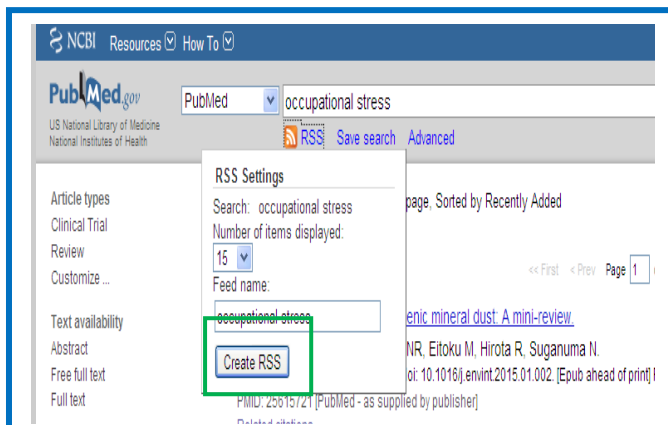 NCBI Resources How To
PubMed.gov
US National Library of Medicine
National Institutes of Health
PubMed
occupational stress
RSS Save search Advanced
RSS Settings
Search: occupational stress
Number of items displayed:
15
Feed name:
occupational stress
Create RSS
Article types
Clinical Trial
Review
Customize ...
Text availability
Abstract
Free full text
Full text
page, Sorted by Recently Added
<< First < Prev Page 1
enic mineral dust: A mini-review.
NR, Eitoku M, Hirota R, Suganuma N.
oi: 10.1016/j.envint.2015.01.002. [Epub ahead of print]
PMID: 25615721 [PubMed - as supplied by publisher]
Related citations